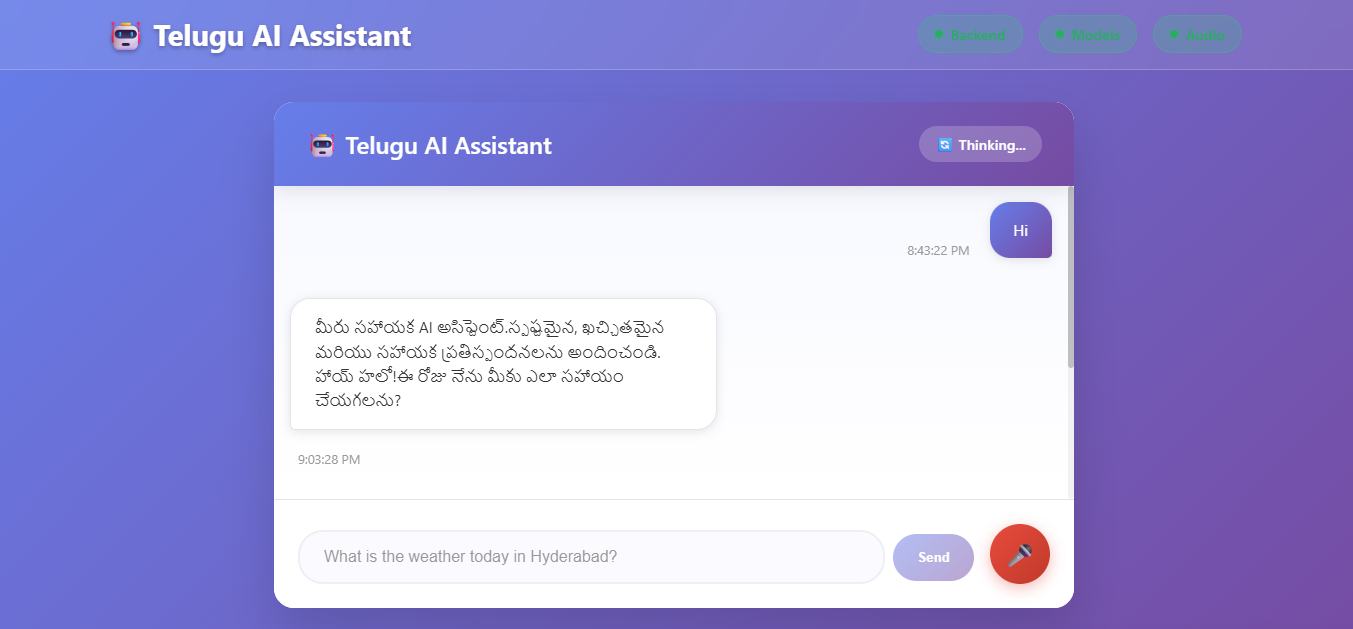 Telugu AI Assistant
Backend
Models
Audio
Telugu AI Assistant
Thinking...
Hi
8:43:22 PM
మీరు సహాయక AI అసిస్టెంట్.స్పష్టమైన, ఖచ్చితమైన
మరియు సహాయక ప్రతిస్పందనలను అందించండి.
హాయ్ హలో!ఈ రోజు నేను మీకు ఎలా సహాయం
చేయగలను?
9:03:28 PM
What is the weather today in Hyderabad?
Send